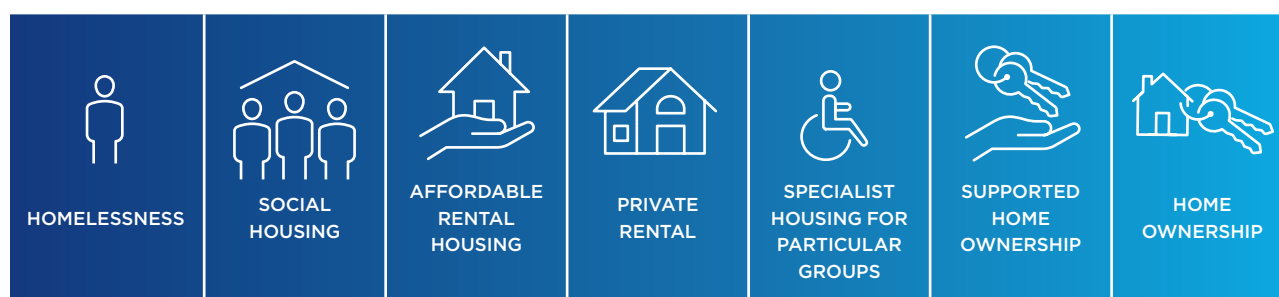 HOMELESSNESS
SOCIAL
HOUSING
AFFORDABLE
RENTAL
HOUSING
PRIVATE
RENTAL
SPECIALIST
HOUSING FOR
PARTICULAR
GROUPS
SUPPORTED
HOME
OWNERSHIP
HOME
OWNERSHIP